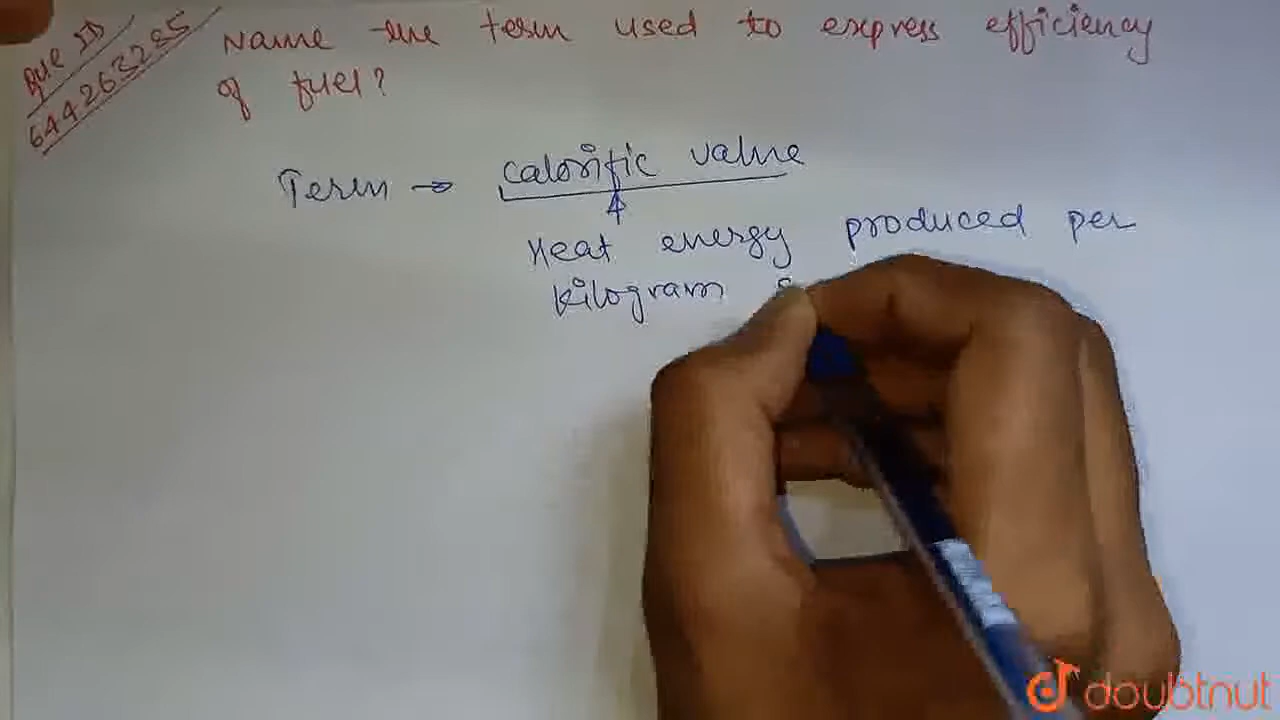 Que ID
644263285
Name the term used to express efficiency
of fuel?
Term → calorific value
Heat energy produced per
kilogram
doubtnut